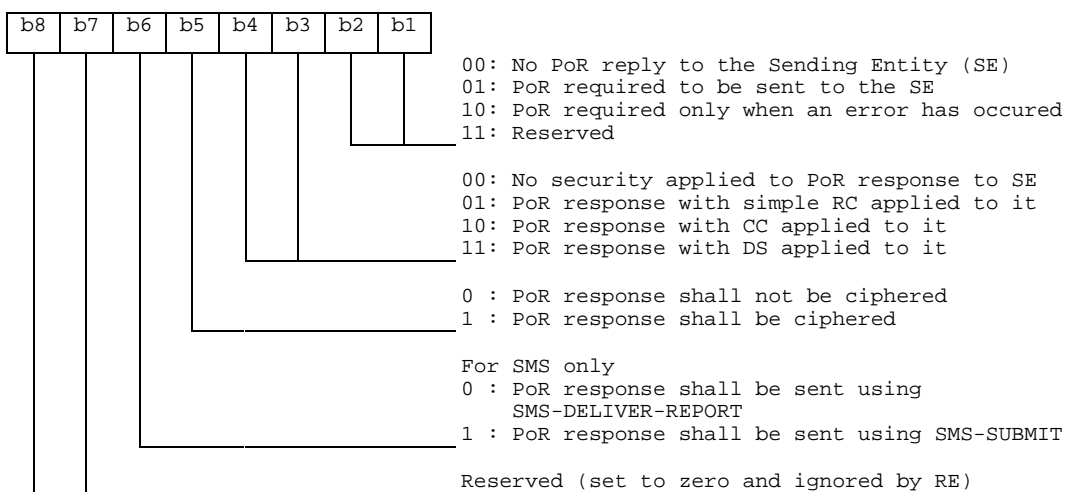 b8 b7 b6 b5 b4 b3 b2 b1
00: No PoR reply to the Sending Entity (SE)
01: PoR required to be sent to the SE
10: PoR required only when an error has occured
11: Reserved
00: No security applied to PoR response to SE
01: PoR response with simple RC applied to it
10: PoR response with CC applied to it
11: PoR response with DS applied to it
0 : PoR response shall not be ciphered
1 : PoR response shall be ciphered
For SMS only
0 : PoR response shall be sent using
SMS-DELIVER-REPORT
1 : PoR response shall be sent using SMS-SUBMIT
Reserved (set to zero and ignored by RE)